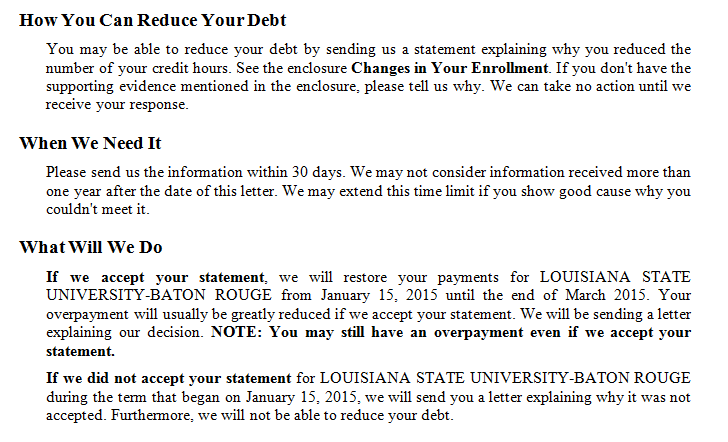 How You Can Reduce Your Debt
You may be able to reduce your debt by sending us a statement explaining why you reduced the
number of your credit hours. See the enclosure Changes in Your Enrollment. If you don't have the
supporting evidence mentioned in the enclosure, please tell us why. We can take no action until we
receive your response.
When We Need It
Please send us the information within 30 days. We may not consider information received more than
one year after the date of this letter. We may extend this time limit if you show good cause why you
couldn't meet it.
What Will We Do
If we accept your statement, we will restore your payments for LOUISIANA STATE
UNIVERSITY-BATON ROUGE from January 15, 2015 until the end of March 2015. Your
overpayment will usually be greatly reduced if we accept your statement. We will be sending a letter
explaining our decision. NOTE: You may still have an overpayment even if we accept your
statement.
If we did not accept your statement for LOUISIANA STATE UNIVERSITY-BATON ROUGE
during the term that began on January 15, 2015, we will send you a letter explaining why it was not
accepted. Furthermore, we will not be able to reduce your debt.